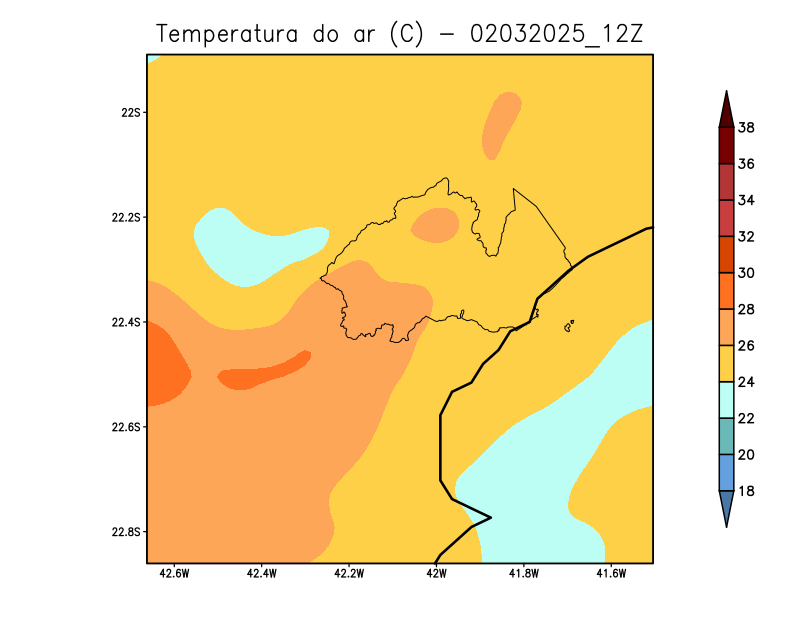 Temperatura do ar (C) - 02032025_12Z
22S
22.2S
22.4S
22.6S
22.8S
42.6W
42.4W
42.2W
42W
41.8W
41.6W
38
36
34
32
30
28
26
24
22
20
18